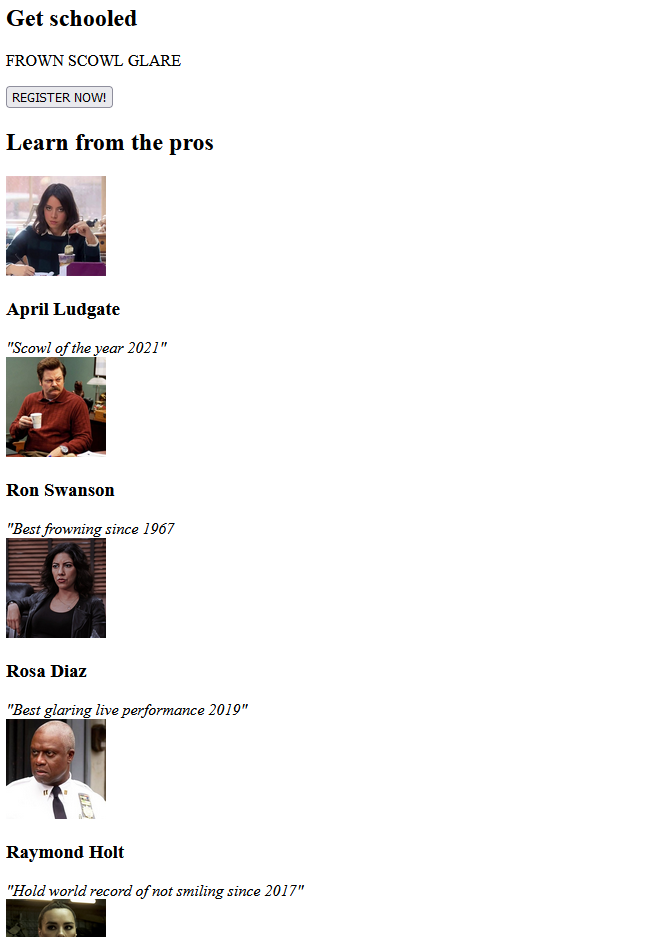 Get schooled
FROWN SCOWL GLARE
REGISTER NOW!
Learn from the pros
April Ludgate
"Scowl of the year 2021"
Ron Swanson
"Best frowning since 1967
Rosa Diaz
"Best glaring live performance 2019"
Raymond Holt
"Hold world record of not smiling since 2017"